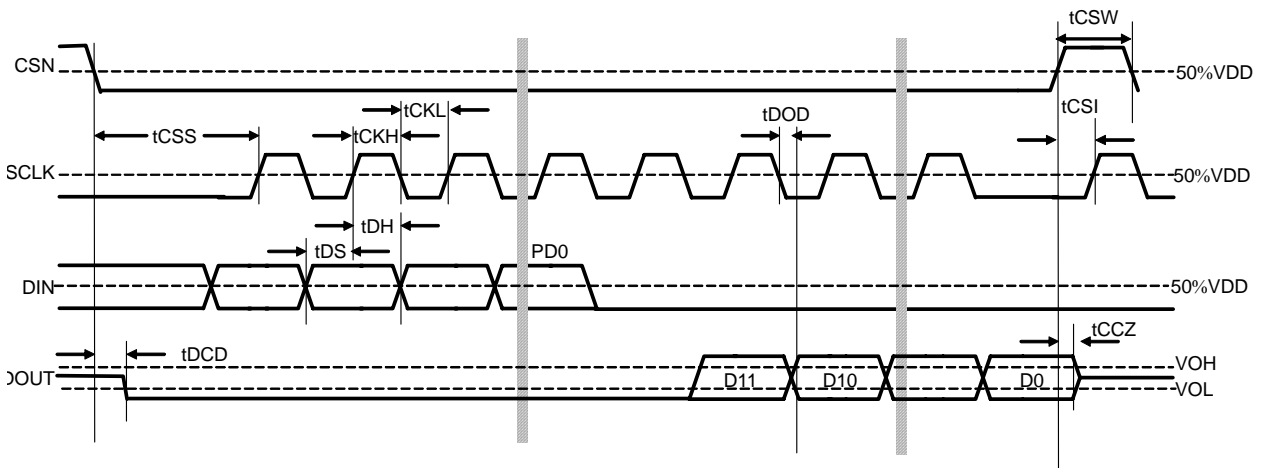 tCSW
CSN
50%VDD
tCSI
tCKL
tDOD
tCSS
tCKH
SCLK
50%VDD
tDH
tDS
PD0
DIN
50%VDD
tCCZ
tDCD
VOH
DOUT
D11
D10
D0
VOL